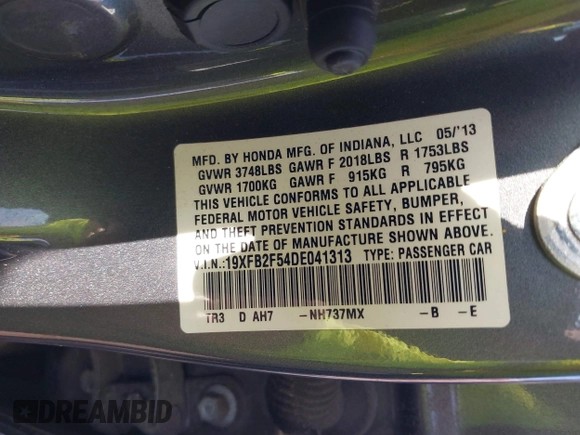 MFD. BY HONDA MFG. OF INDIANA, LLC 05/'13
GVWR 3748LBS GAWR F 2018LBS R 1753LBS
GVWR 1700KG GAWR F 915KG R 795KG
THIS VEHICLE CONFORMS TO ALL APPLICABLE
FEDERAL MOTOR VEHICLE SAFETY, BUMPER,
AND THEFT PREVENTION STANDARDS IN EFFECT
ON THE DATE OF MANUFACTURE SHOWN ABOVE.
V.I.N.:19XFB2F54DE041313 TYPE: PASSENGER CAR
TR3 D AH7 -NH737MX -B -E
DREAMBID